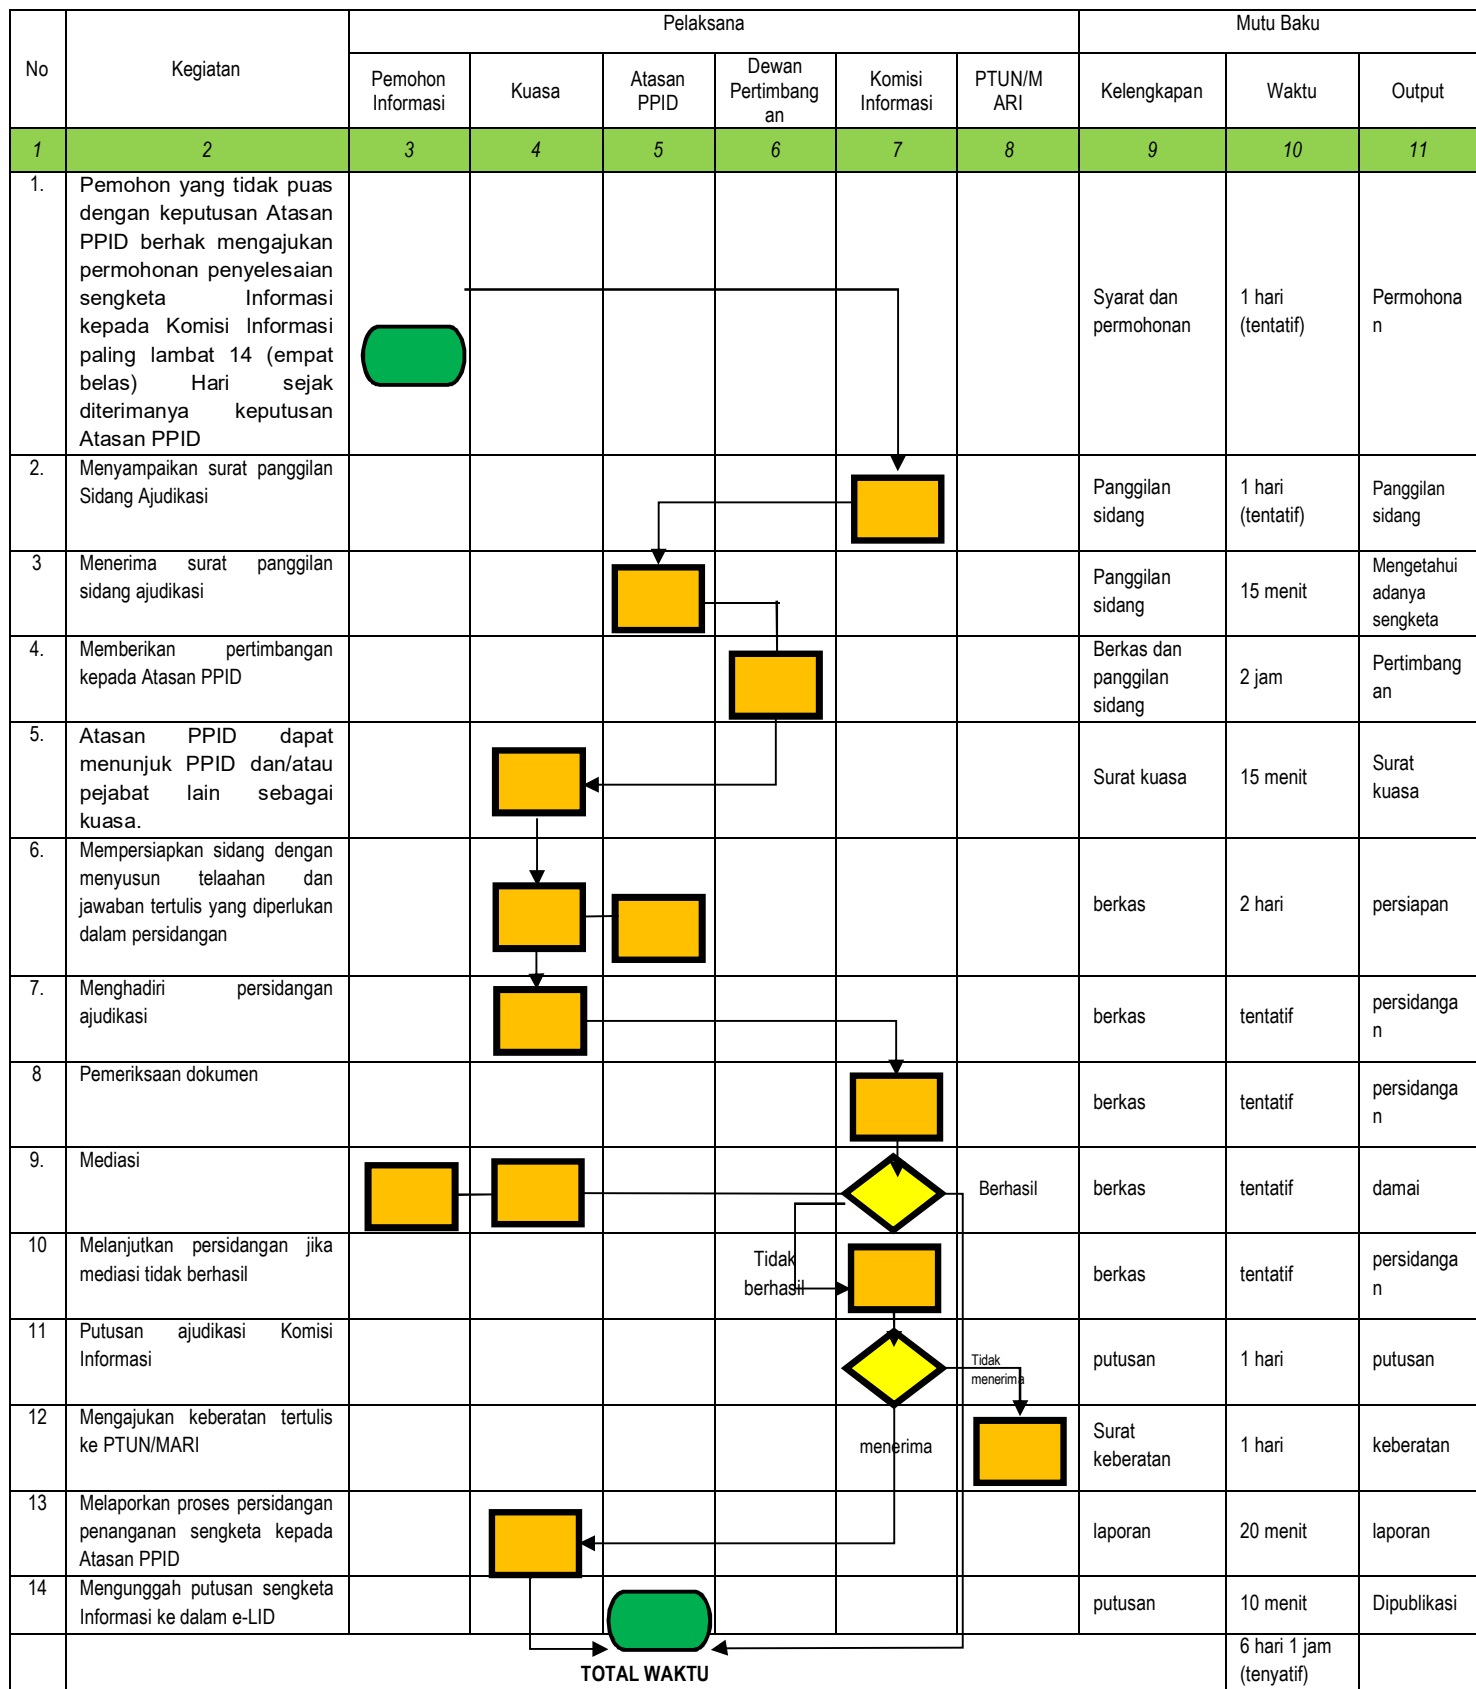 Pelaksana
Mutu Baku
No
Kegiatan
Pemohon
Informasi
Kuasa
Atasan
PPID
Dewan
Pertimbang
an
Komisi
Informasi
PTUN/M
ARI
Kelengkapan
Waktu
Output
1
2
3
4
5
6
7
8
9
10
11
1.
Pemohon yang tidak puas
dengan keputusan Atasan
PPID berhak mengajukan
permohonan penyelesaian
sengketa Informasi
kepada Komisi Informasi
paling lambat 14 (empat
belas) Hari sejak
diterimanya keputusan
Atasan PPID
Syarat dan
permohonan
1 hari
(tentatif)
Permohona
n
2.
Menyampaikan surat panggilan
Sidang Ajudikasi
Panggilan
sidang
1 hari
(tentatif)
Panggilan
sidang
3
Menerima surat panggilan
sidang ajudikasi
Panggilan
sidang
15 menit
Mengetahui
adanya
sengketa
4.
Memberikan pertimbangan
kepada Atasan PPID
Berkas dan
panggilan
sidang
2 jam
Pertimbang
an
5.
Atasan PPID dapat
menunjuk PPID dan/atau
pejabat lain sebagai
kuasa.
Surat kuasa
15 menit
Surat
kuasa
6.
Mempersiapkan sidang dengan
menyusun telaahan dan
jawaban tertulis yang diperlukan
dalam persidangan
berkas
2 hari
persiapan
7.
Menghadiri persidangan
ajudikasi
berkas
tentatif
persidanga
n
8
Pemeriksaan dokumen
berkas
tentatif
persidanga
n
9.
Mediasi
Berhasil
berkas
tentatif
damai
10
Melanjutkan persidangan jika
mediasi tidak berhasil
Tidak
berhasil
berkas
tentatif
persidanga
n
11
Putusan ajudikasi Komisi
Informasi
Tidak
menerima
putusan
1 hari
putusan
12
Mengajukan keberatan tertulis
ke PTUN/MARI
menerima
Surat
keberatan
1 hari
keberatan
13
Melaporkan proses persidangan
penanganan sengketa kepada
Atasan PPID
laporan
20 menit
laporan
14
Mengunggah putusan sengketa
Informasi ke dalam e-LID
putusan
10 menit
Dipublikasi
TOTAL WAKTU
6 hari 1 jam
(tenyatif)